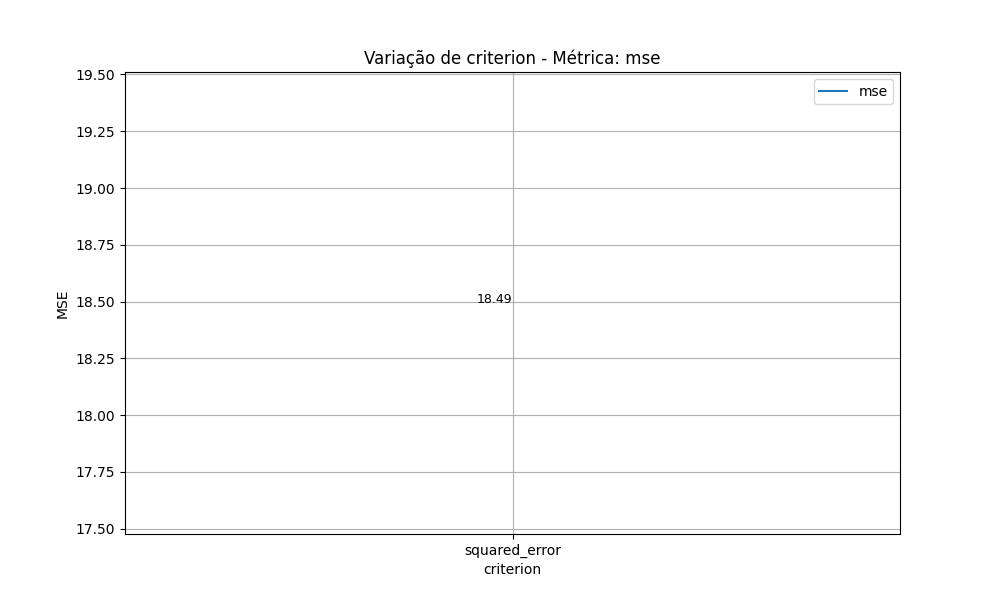 Variação de criterion - Métrica: mse
mse
19.50
19.25
19.00
18.75
18.50
18.25
18.00
17.75
17.50
MSE
18.49
squared_error
criterion